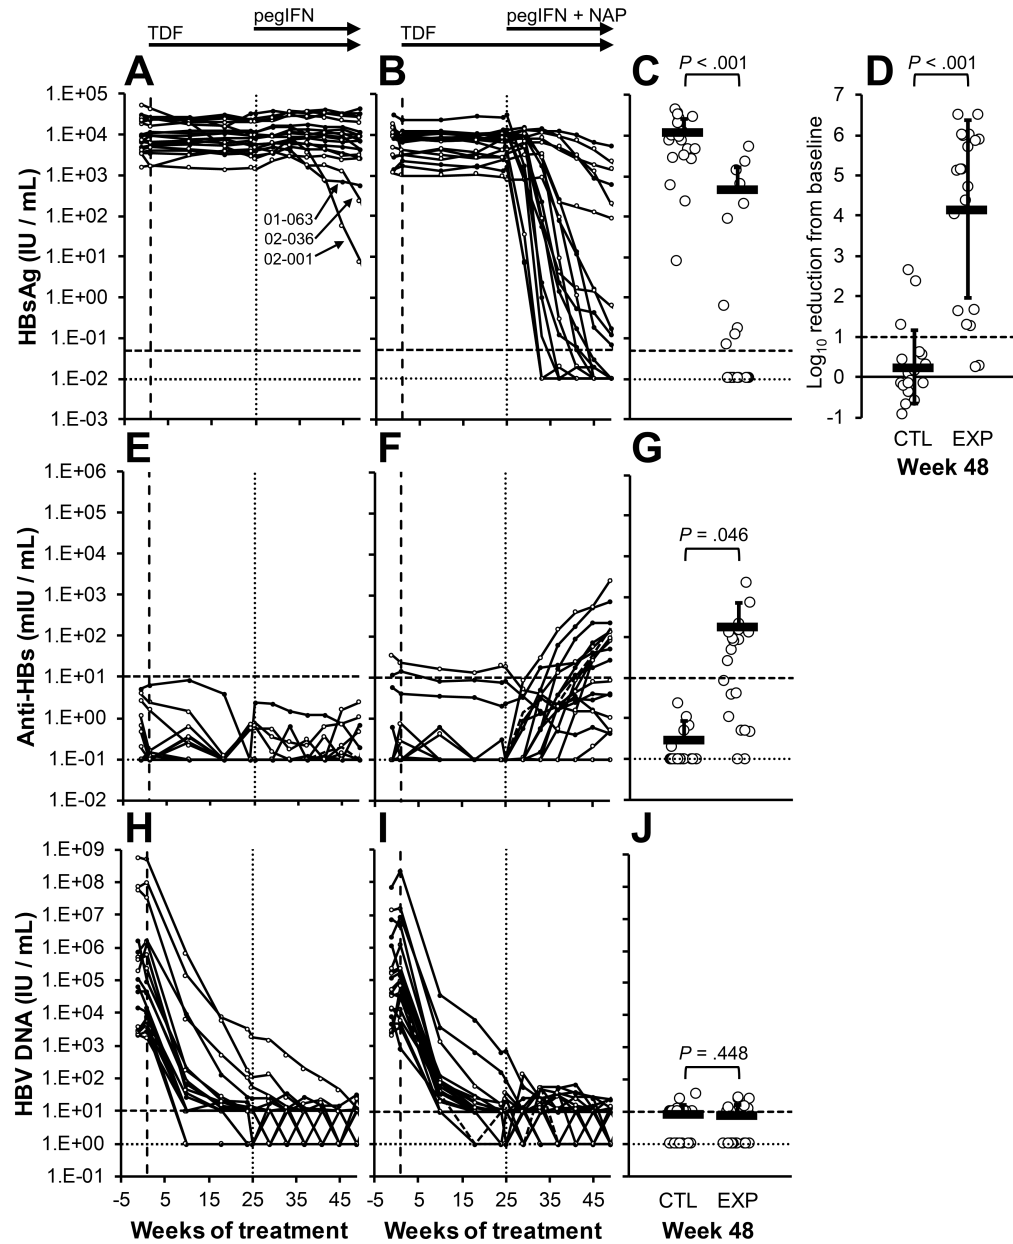 pegIFN
pegIFN + NAP
TDF
TDF
A
B
C
D
P < .001
P < .001
HBsAg (IU / mL)
1.E+05
1.E+04
1.E+03
1.E+02
1.E+01
1.E+00
1.E-01
1.E-02
1.E-03
01-063
02-036
02-001
Log10 reduction from baseline
7
6
5
4
3
2
1
0
-1
CTL EXP
Week 48
E
F
G
Anti-HBs (mIU / mL)
1.E+06
1.E+05
1.E+04
1.E+03
1.E+02
1.E+01
1.E+00
1.E-01
1.E-02
P = .046
H
I
J
HBV DNA (IU / mL)
1.E+09
1.E+08
1.E+07
1.E+06
1.E+05
1.E+04
1.E+03
1.E+02
1.E+01
1.E+00
1.E-01
P = .448
-5 5 15 25 35 45
-5 5 15 25 35 45
CTL EXP
Weeks of treatment
Weeks of treatment
Week 48